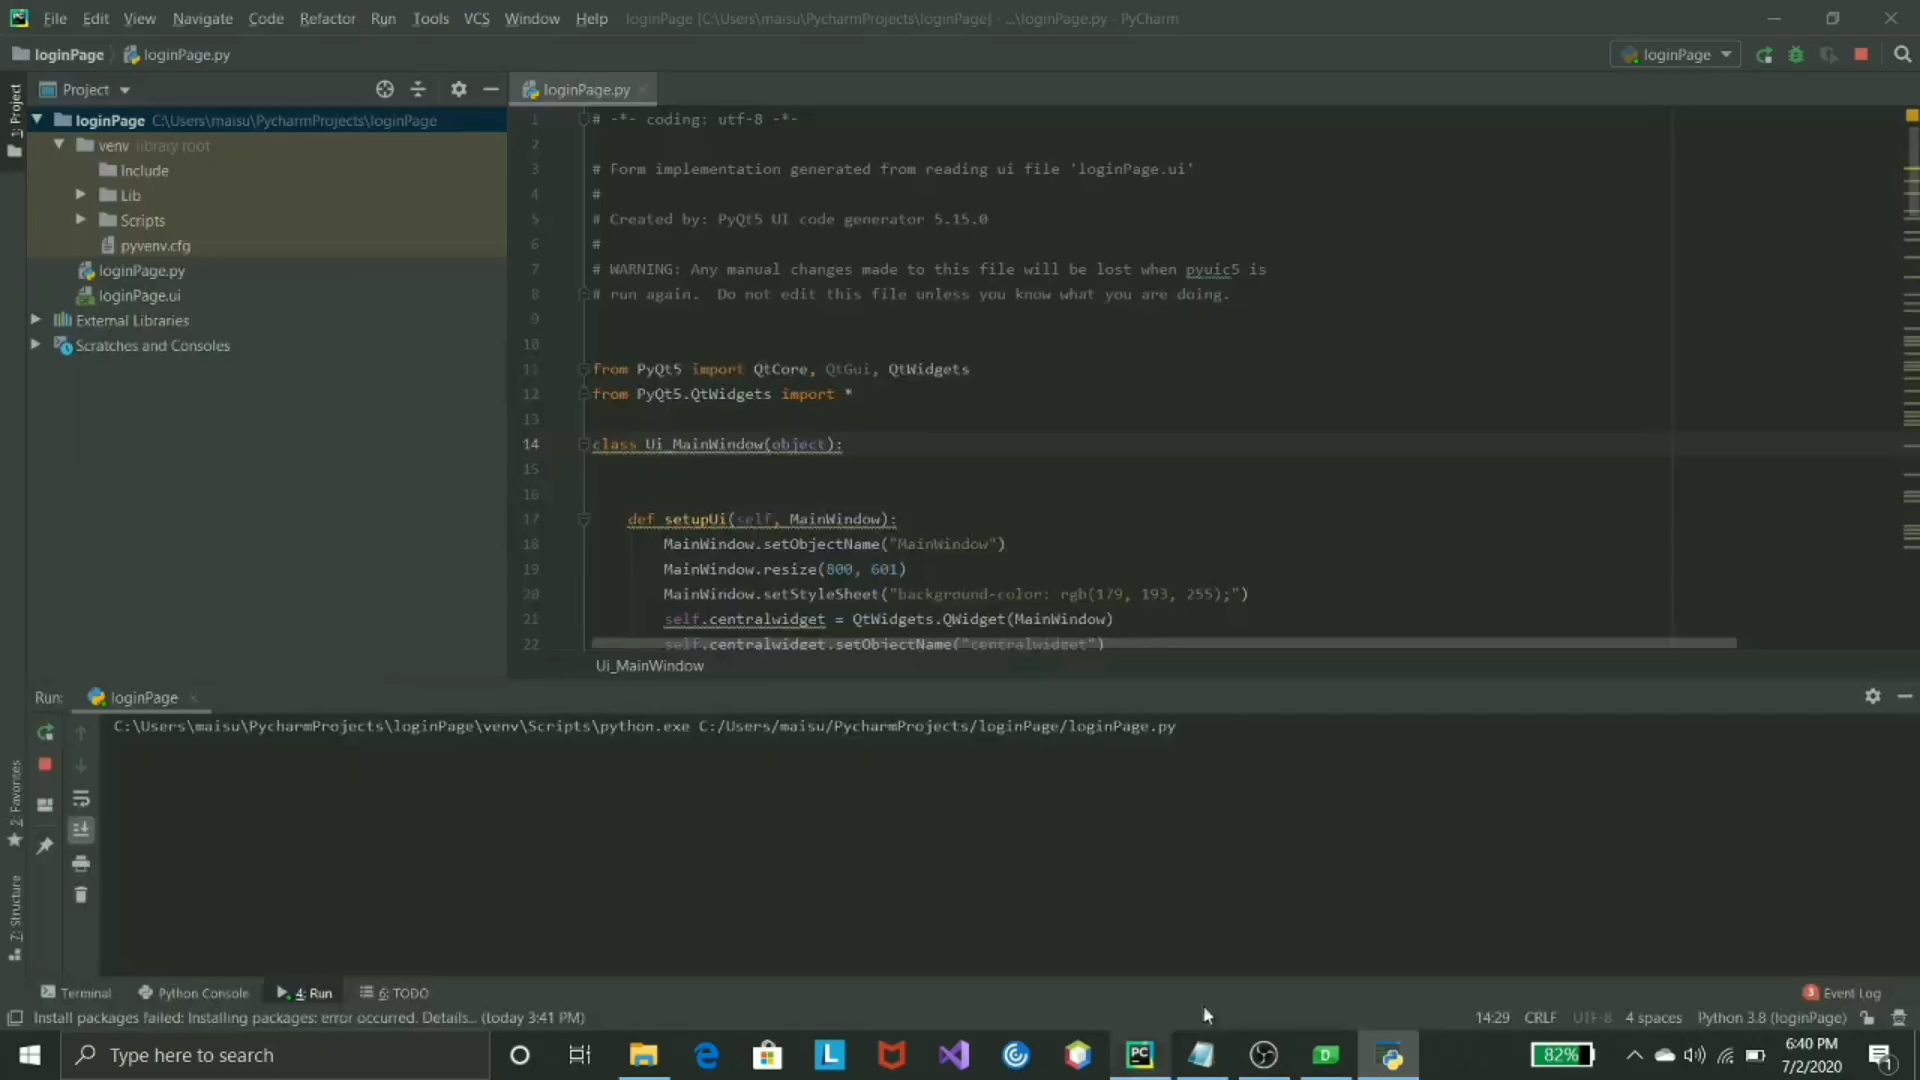 File Edit View Navigate Code Refactor Run Tools VCS Window Help loginPage [C:\Users\maisu\PycharmProjects\loginPage] - ...\loginPage.py - PyCharm
loginPage loginPage.py
loginPage
Project
1: Project
loginPage C:\Users\maisu\PycharmProjects\loginPage
venv library root
Include
Lib
Scripts
pyvenv.cfg
loginPage.py
loginPage.ui
External Libraries
Scratches and Consoles
loginPage.py
1 # -*- coding: utf-8 -*-
2
3 # Form implementation generated from reading ui file 'loginPage.ui'
4 #
5 # Created by: PyQt5 UI code generator 5.15.0
6 #
7 # WARNING: Any manual changes made to this file will be lost when pyuic5 is
8 # run again.  Do not edit this file unless you know what you are doing.
9
10
11 from PyQt5 import QtCore, QtGui, QtWidgets
12 from PyQt5.QtWidgets import *
13
14 class Ui_MainWindow(object):
15
16
17 def setupUi(self, MainWindow):
18 MainWindow.setObjectName("MainWindow")
19 MainWindow.resize(800, 601)
20 MainWindow.setStyleSheet("background-color: rgb(179, 193, 255);")
21 self.centralwidget = QtWidgets.QWidget(MainWindow)
22 self.centralwidget.setObjectName("centralwidget")
Ui_MainWindow
Run: loginPage
C:\Users\maisu\PycharmProjects\loginPage\venv\Scripts\python.exe C:/Users/maisu/PycharmProjects/loginPage/loginPage.py
2: Favorites
7: Structure
Terminal Python Console 4: Run 6: TODO
3 Event Log
Install packages failed: Installing packages: error occurred. Details... (today 3:41 PM)
14:29 CRLF UTF-8 4 spaces Python 3.8 (loginPage)
Type here to search
PC
L
D
82%
6:40 PM
7/2/2020
1